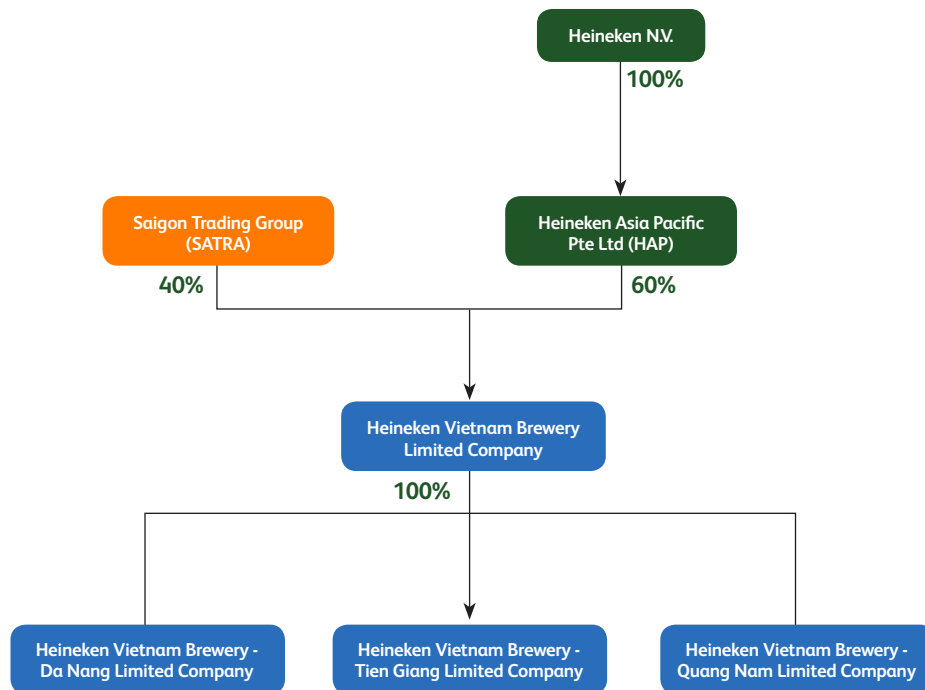 Heineken N.V.
100%
Saigon Trading Group
(SATRA)
Heineken Asia Pacific
Pte Ltd (HAP)
40%
60%
Heineken Vietnam Brewery
Limited Company
100%
Heineken Vietnam Brewery -
Da Nang Limited Company
Heineken Vietnam Brewery -
Tien Giang Limited Company
Heineken Vietnam Brewery -
Quang Nam Limited Company